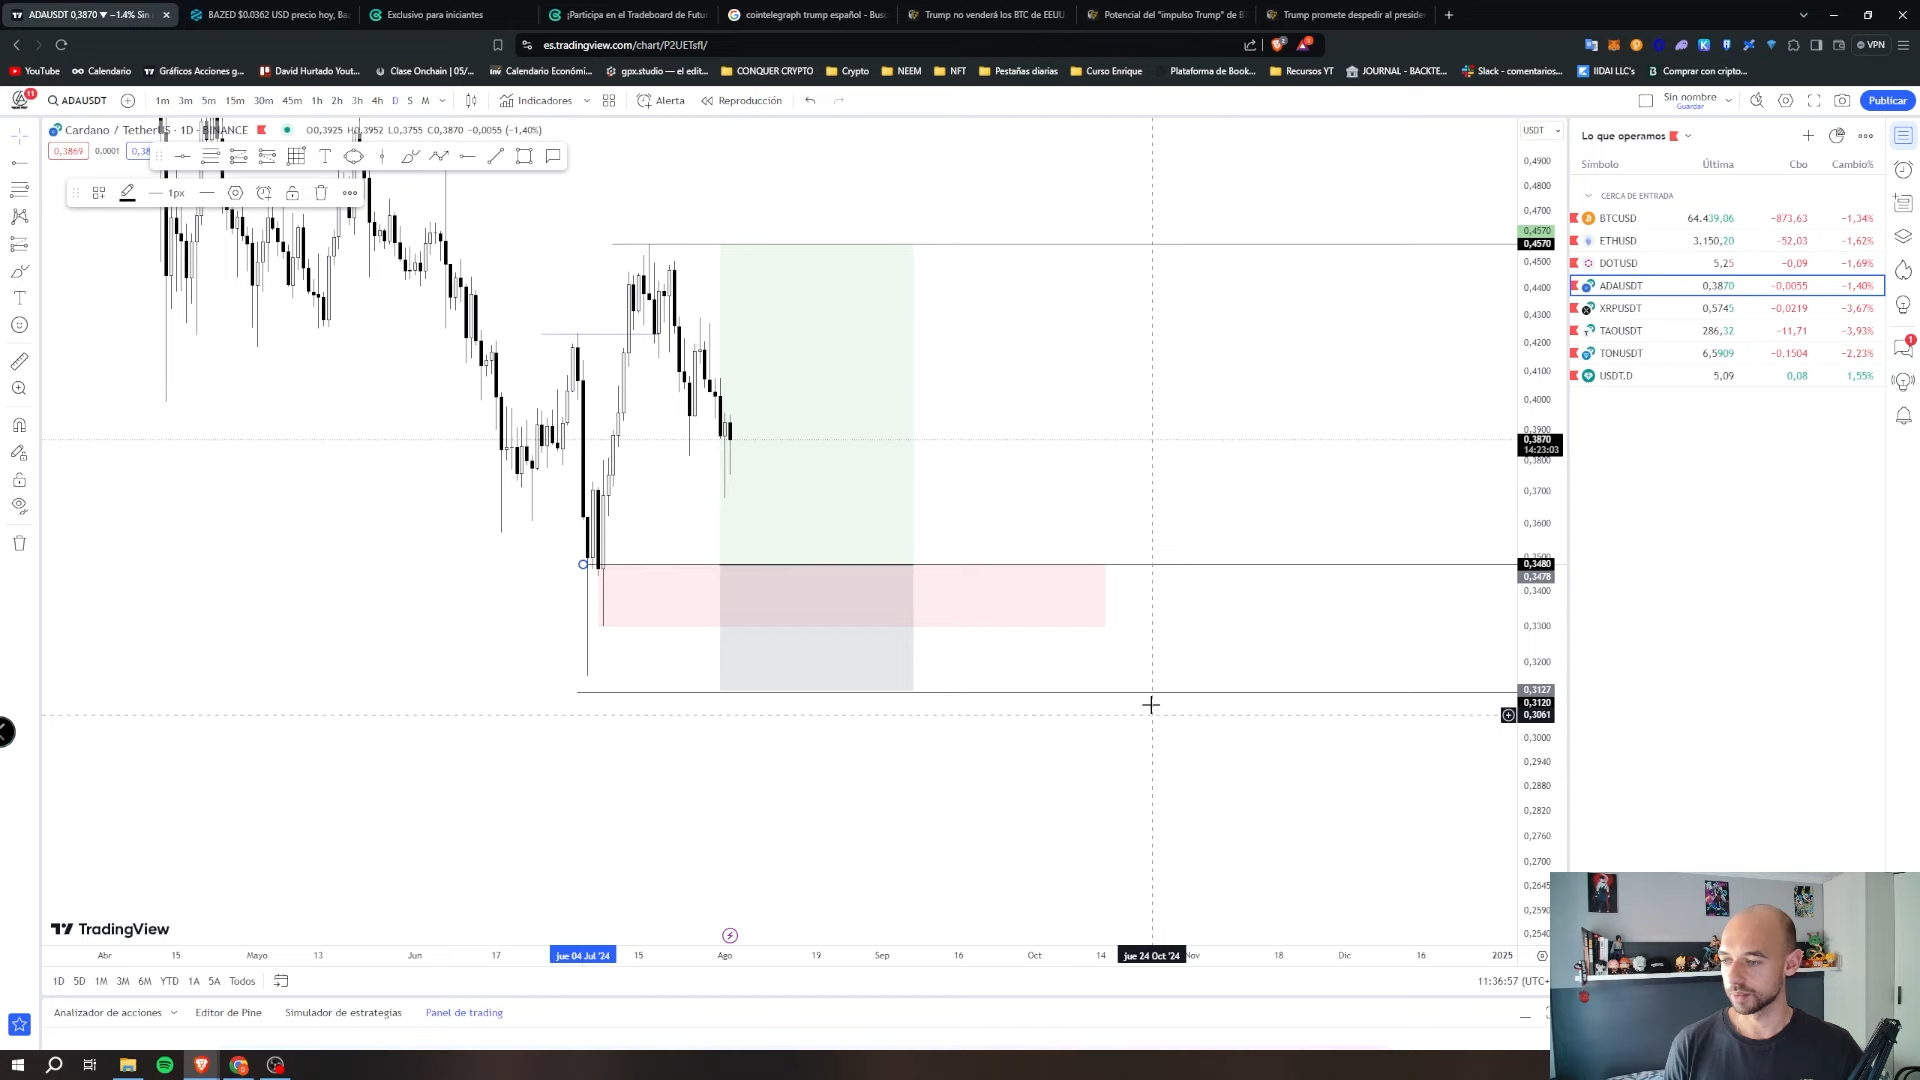 ADAUSDT 0,3870 ▼ −1.4% Sin
BAZED $0.0362 USD precio hoy, Ba
Exclusivo para iniciantes
¡Participa en el Tradeboard de Futu
cointelegraph trump español - Bus
Trump no venderá los BTC de EEUU
Potencial del "impulso Trump" de B
Trump promete despedir al preside
es.tradingview.com/chart/P2UETsfl/
VPN
YouTube
Calendario
Gráficos Acciones g...
David Hurtado Yout...
Clase Onchain | 05/...
Calendario Económi...
gpx.studio — el edit...
CONQUER CRYPTO
Crypto
NEEM
NFT
Pestañas diarias
Curso Enrique
Plataforma de Book...
Recursos YT
JOURNAL - BACKTE...
Slack - comentarios...
IIDAI LLC's
Comprar con cripto...
11
ADAUSDT
1m 3m 5m 15m 30m 45m 1h 2h 3h 4h D S M
Indicadores
Alerta
Reproducción
Sin nombre
Guardar
Publicar
Cardano / TetherUS · 1D · BINANCE
O0,3925 H0,3952 L0,3755 C0,3870 −0,0055 (−1,40%)
0,3869
0,0001
0,38
1px
USDT
0,4900
0,4800
0,4700
0,4570
0,4570
0,4500
0,4400
0,4300
0,4200
0,4100
0,4000
0,3900
0,3870
14:23:03
0,3800
0,3700
0,3600
0,3500
0,3480
0,3478
0,3400
0,3300
0,3200
0,3127
0,3120
0,3061
0,3000
0,2940
0,2880
0,2820
0,2760
0,2700
0,2645
0,2590
0,2540
Lo que operamos
Símbolo Última Cbo Cambio%
CERCA DE ENTRADA
BTCUSD 64.439,06 −873,63 −1,34%
ETHUSD 3.150,20 −52,03 −1,62%
DOTUSD 5,25 −0,09 −1,69%
ADAUSDT 0,3870 −0,0055 −1,40%
XRPUSDT 0,5745 −0,0219 −3,67%
TAOUSDT 286,32 −11,71 −3,93%
TONUSDT 6,5909 −0,1504 −2,23%
USDT.D 5,09 0,08 1,55%
1
TradingView
Abr 15 Mayo 13 Jun 17 jue 04 Jul '24 15 Ago 19 Sep 16 Oct 14 jue 24 Oct '24 Nov 18 Dic 16 2025
1D 5D 1M 3M 6M YTD 1A 5A Todos
11:36:57 (UTC+
Analizador de acciones
Editor de Pine
Simulador de estrategias
Panel de trading